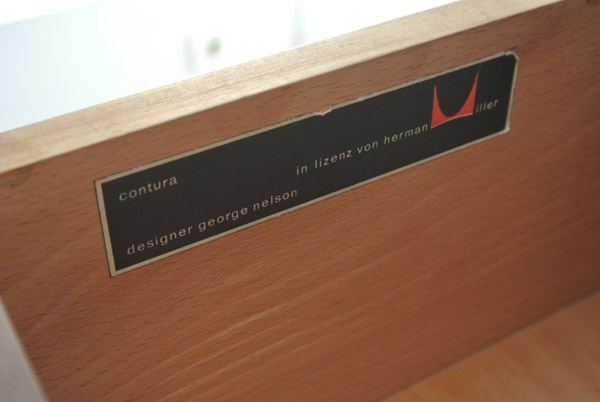 contura
in lizenz von herman miller
designer george nelson